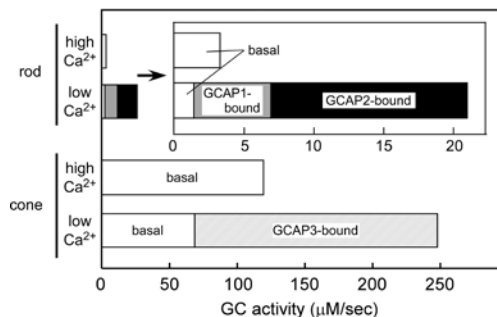 rod
high
Ca2+
low
Ca2+
basal
GCAP1-
bound
GCAP2-bound
0 5 10 15 20
cone
high
Ca2+
basal
low
Ca2+
basal GCAP3-bound
0 50 100 150 200 250
GC activity (μM/sec)